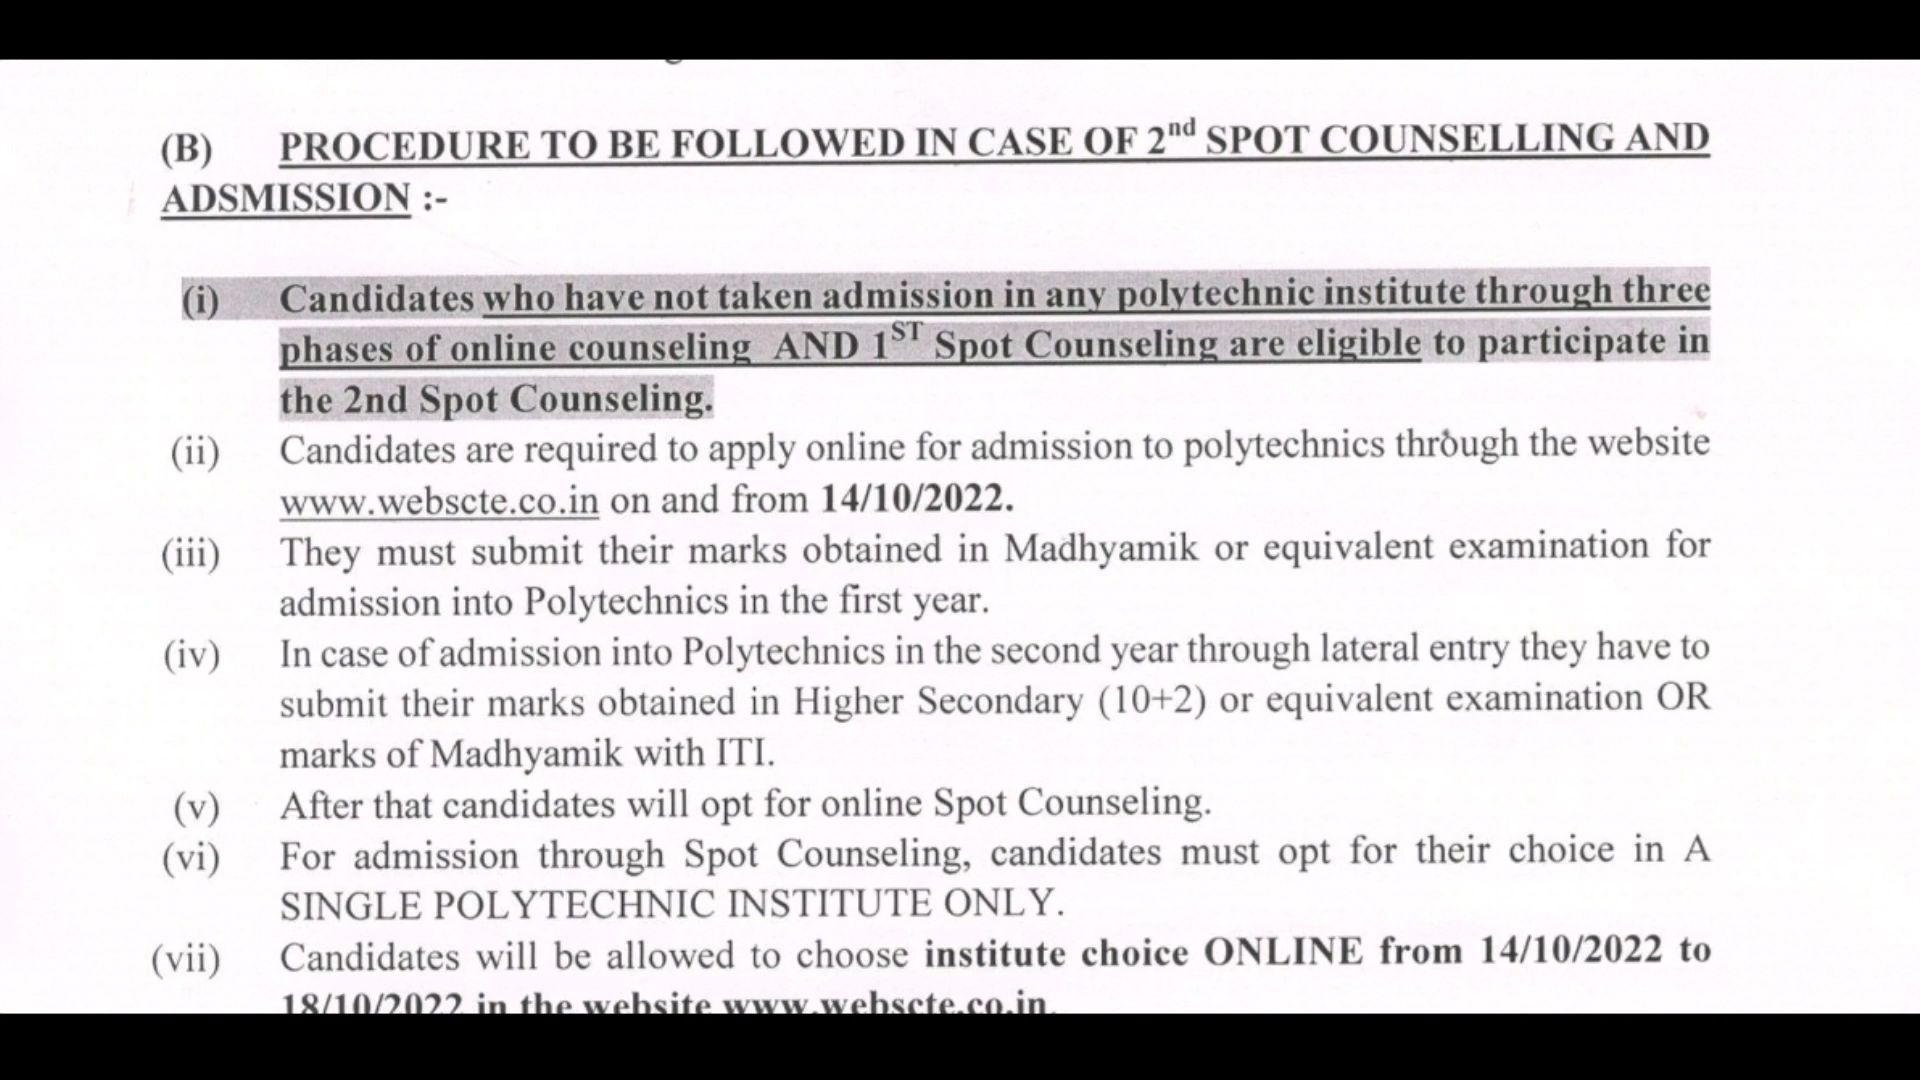 (B) PROCEDURE TO BE FOLLOWED IN CASE OF 2nd SPOT COUNSELLING AND
ADSMISSION :-
(i) Candidates who have not taken admission in any polytechnic institute through three
phases of online counseling AND 1ST Spot Counseling are eligible to participate in
the 2nd Spot Counseling.
(ii) Candidates are required to apply online for admission to polytechnics through the website
www.webscte.co.in on and from 14/10/2022.
(iii) They must submit their marks obtained in Madhyamik or equivalent examination for
admission into Polytechnics in the first year.
(iv) In case of admission into Polytechnics in the second year through lateral entry they have to
submit their marks obtained in Higher Secondary (10+2) or equivalent examination OR
marks of Madhyamik with ITI.
(v) After that candidates will opt for online Spot Counseling.
(vi) For admission through Spot Counseling, candidates must opt for their choice in A
SINGLE POLYTECHNIC INSTITUTE ONLY.
(vii) Candidates will be allowed to choose institute choice ONLINE from 14/10/2022 to
18/10/2022 in the website www.webscte.co.in.